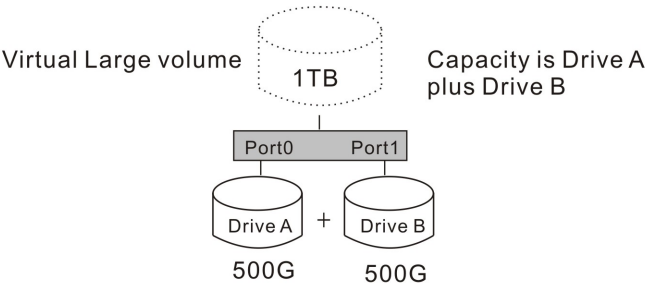 Virtual Large volume
1TB
Capacity is Drive A
plus Drive B
Port0
Port1
Drive A
+
Drive B
500G
500G